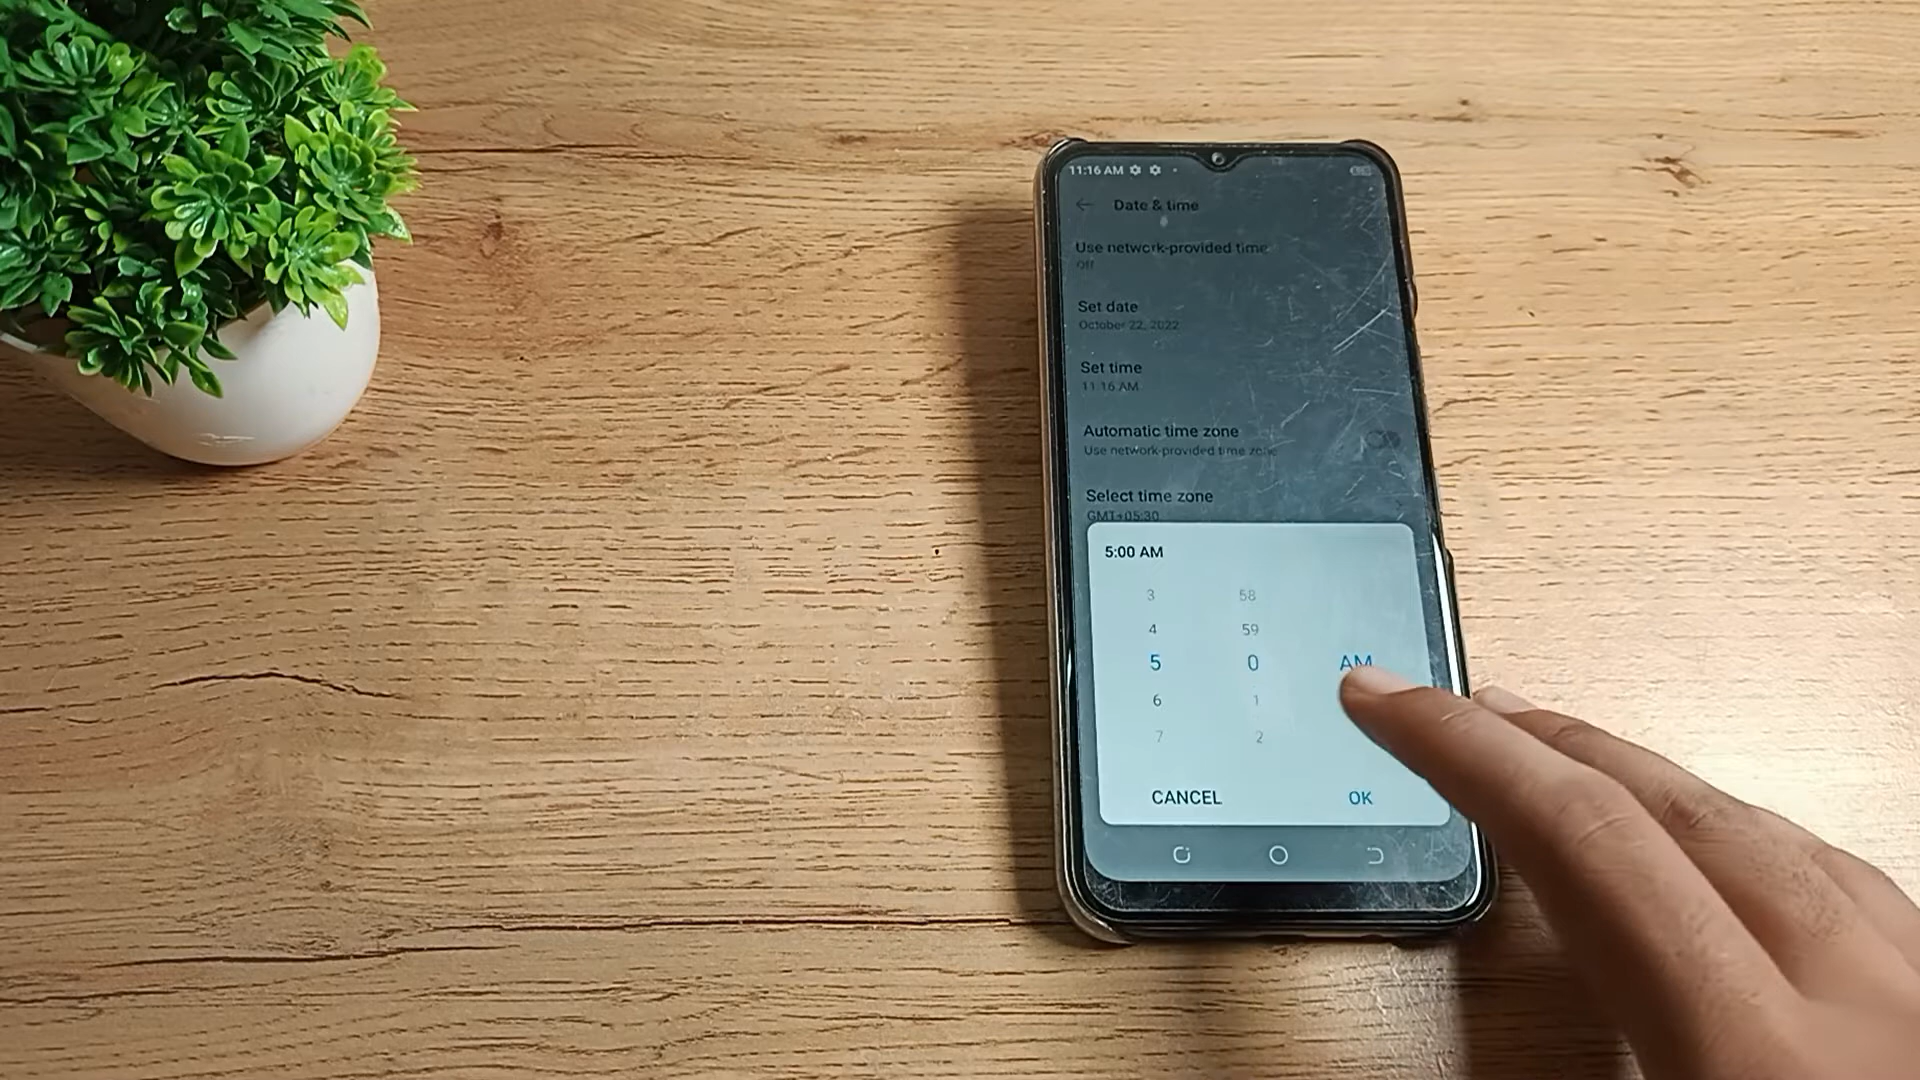 11:16 AM
Date & time
Use network-provided time
Off
Set date
October 22, 2022
Set time
11:16 AM
Automatic time zone
Use network-provided time zone
Select time zone
GMT+05:30
5:00 AM
3 58
4 59
5 0 AM
6 1
7 2
CANCEL OK